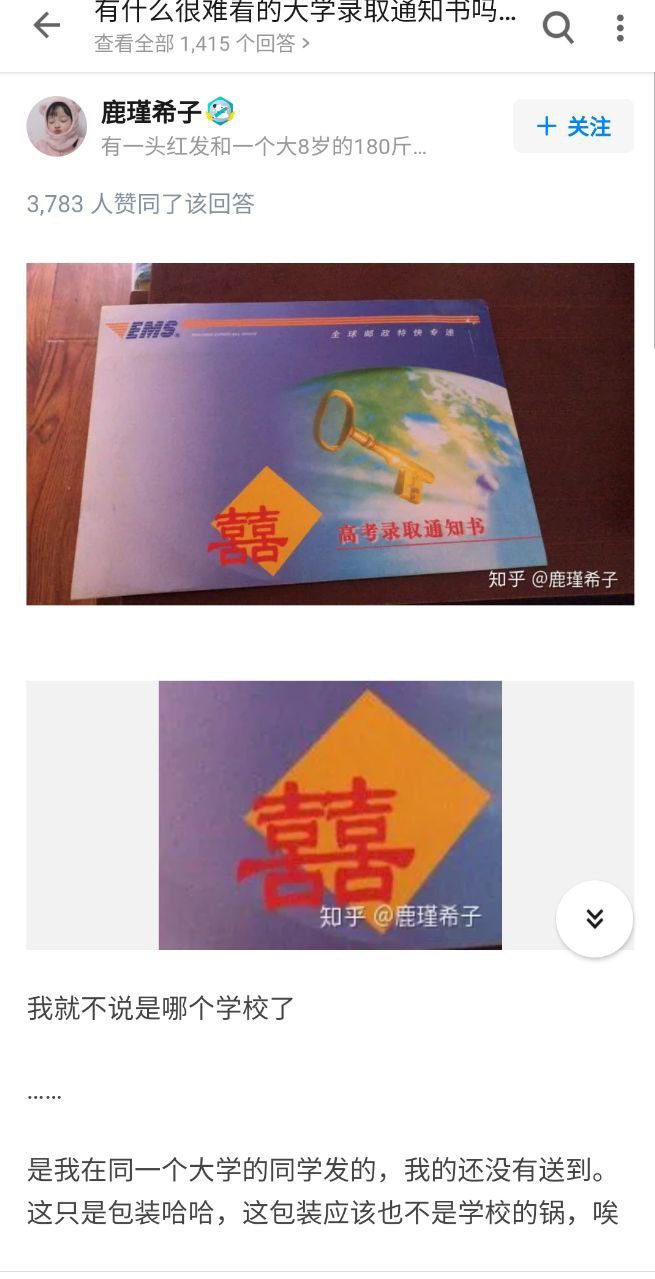 有什么很难看的大学录取通知书吗...
查看全部 1,415 个回答 >
鹿瑾希子
+ 关注
有一头红发和一个大8岁的180斤...
3,783 人赞同了该回答
EMS
全球邮政特快专递
囍
高考录取通知书
知乎 @鹿瑾希子
囍
知乎 @鹿瑾希子
我就不说是哪个学校了
……
是我在同一个大学的同学发的，我的还没有送到。
这只是包装哈哈，这包装应该也不是学校的锅，唉